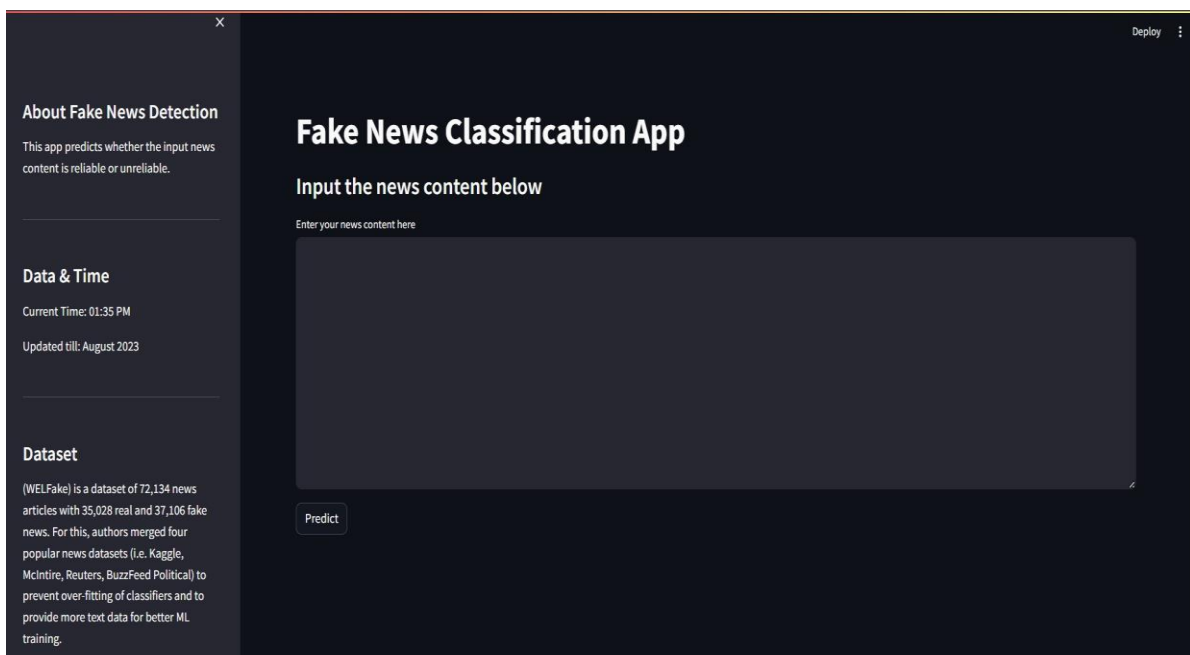 X
Deploy
About Fake News Detection
This app predicts whether the input news
content is reliable or unreliable.
Data & Time
Current Time: 01:35 PM
Updated till: August 2023
Dataset
(WELFake) is a dataset of 72,134 news
articles with 35,028 real and 37,106 fake
news. For this, authors merged four
popular news datasets (i.e. Kaggle,
McIntire, Reuters, BuzzFeed Political) to
prevent over-fitting of classifiers and to
provide more text data for better ML
training.
Fake News Classification App
Input the news content below
Enter your news content here
Predict